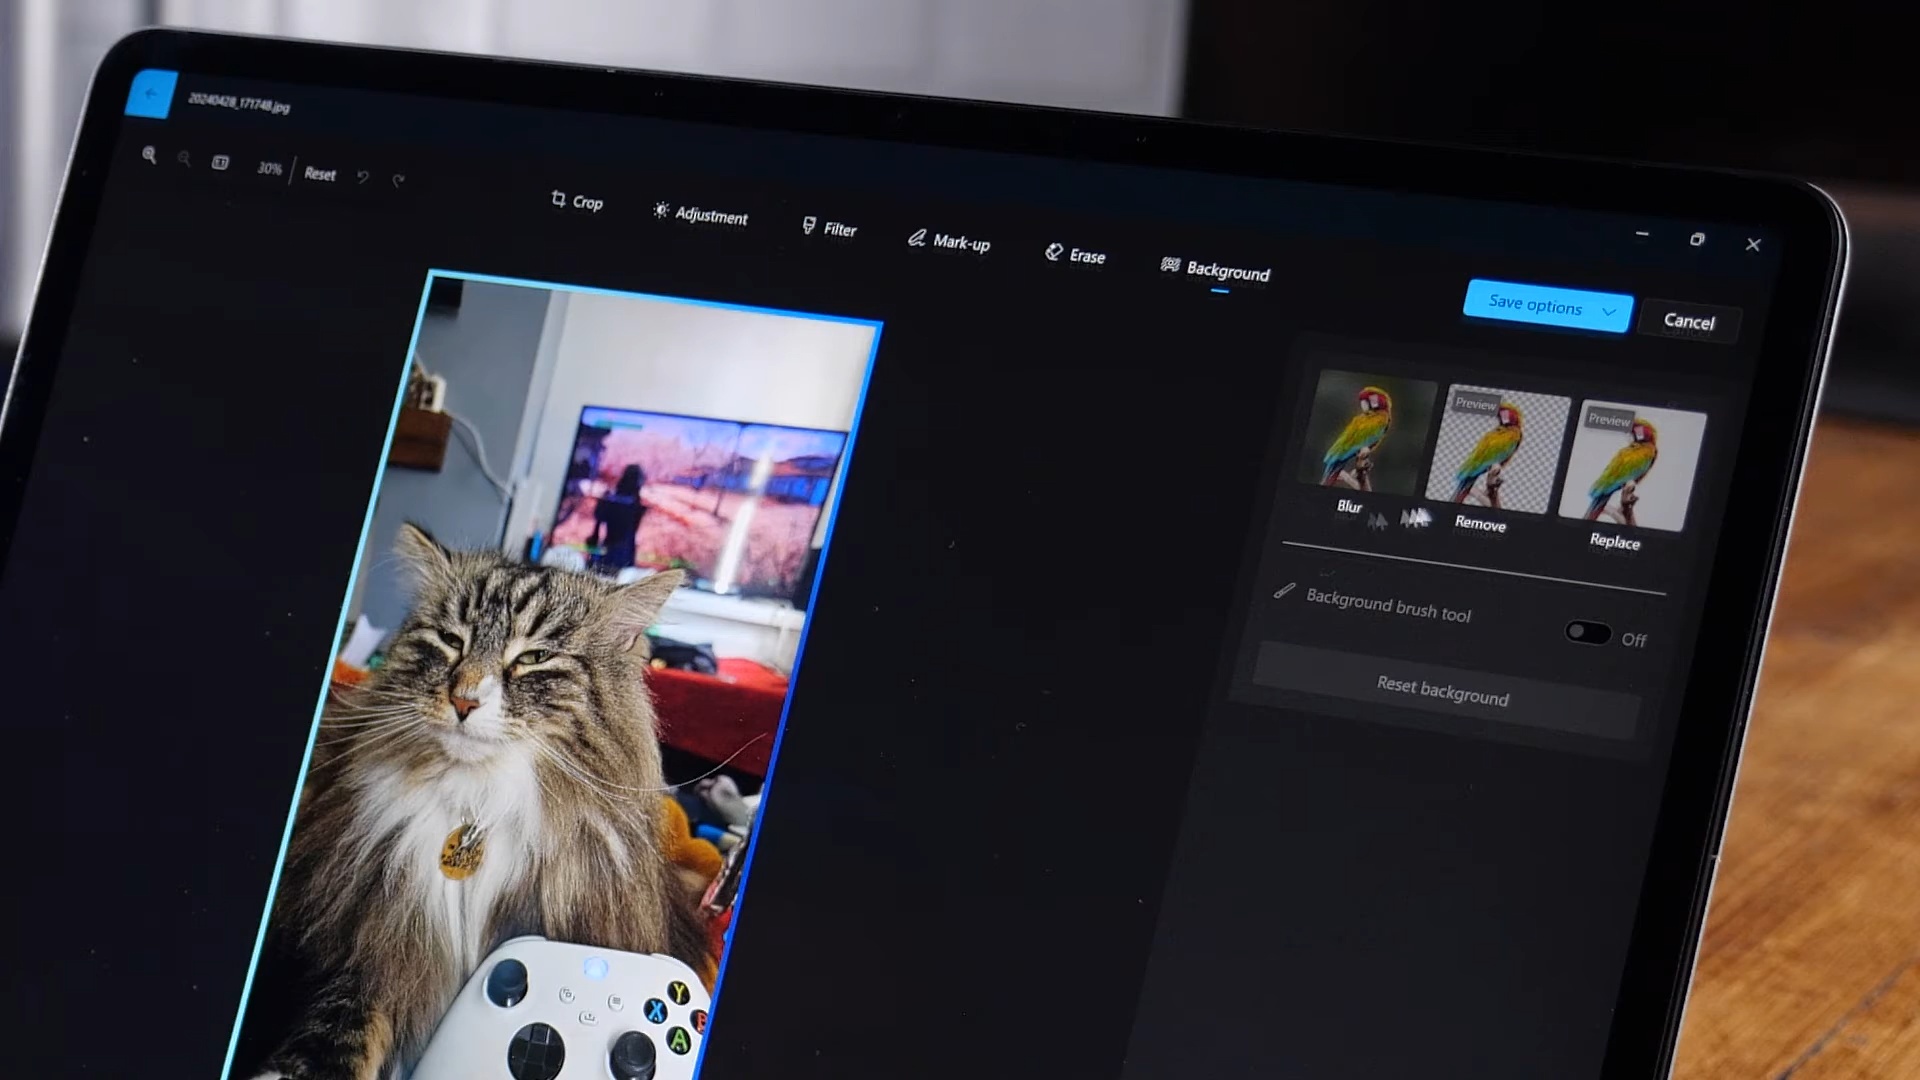 20240428_171748.jpg
30% Reset
Crop Adjustment Filter Mark-up Erase Background
Save options Cancel
Preview Preview
Blur Remove Replace
Background brush tool Off
Reset background
Y
X B
A